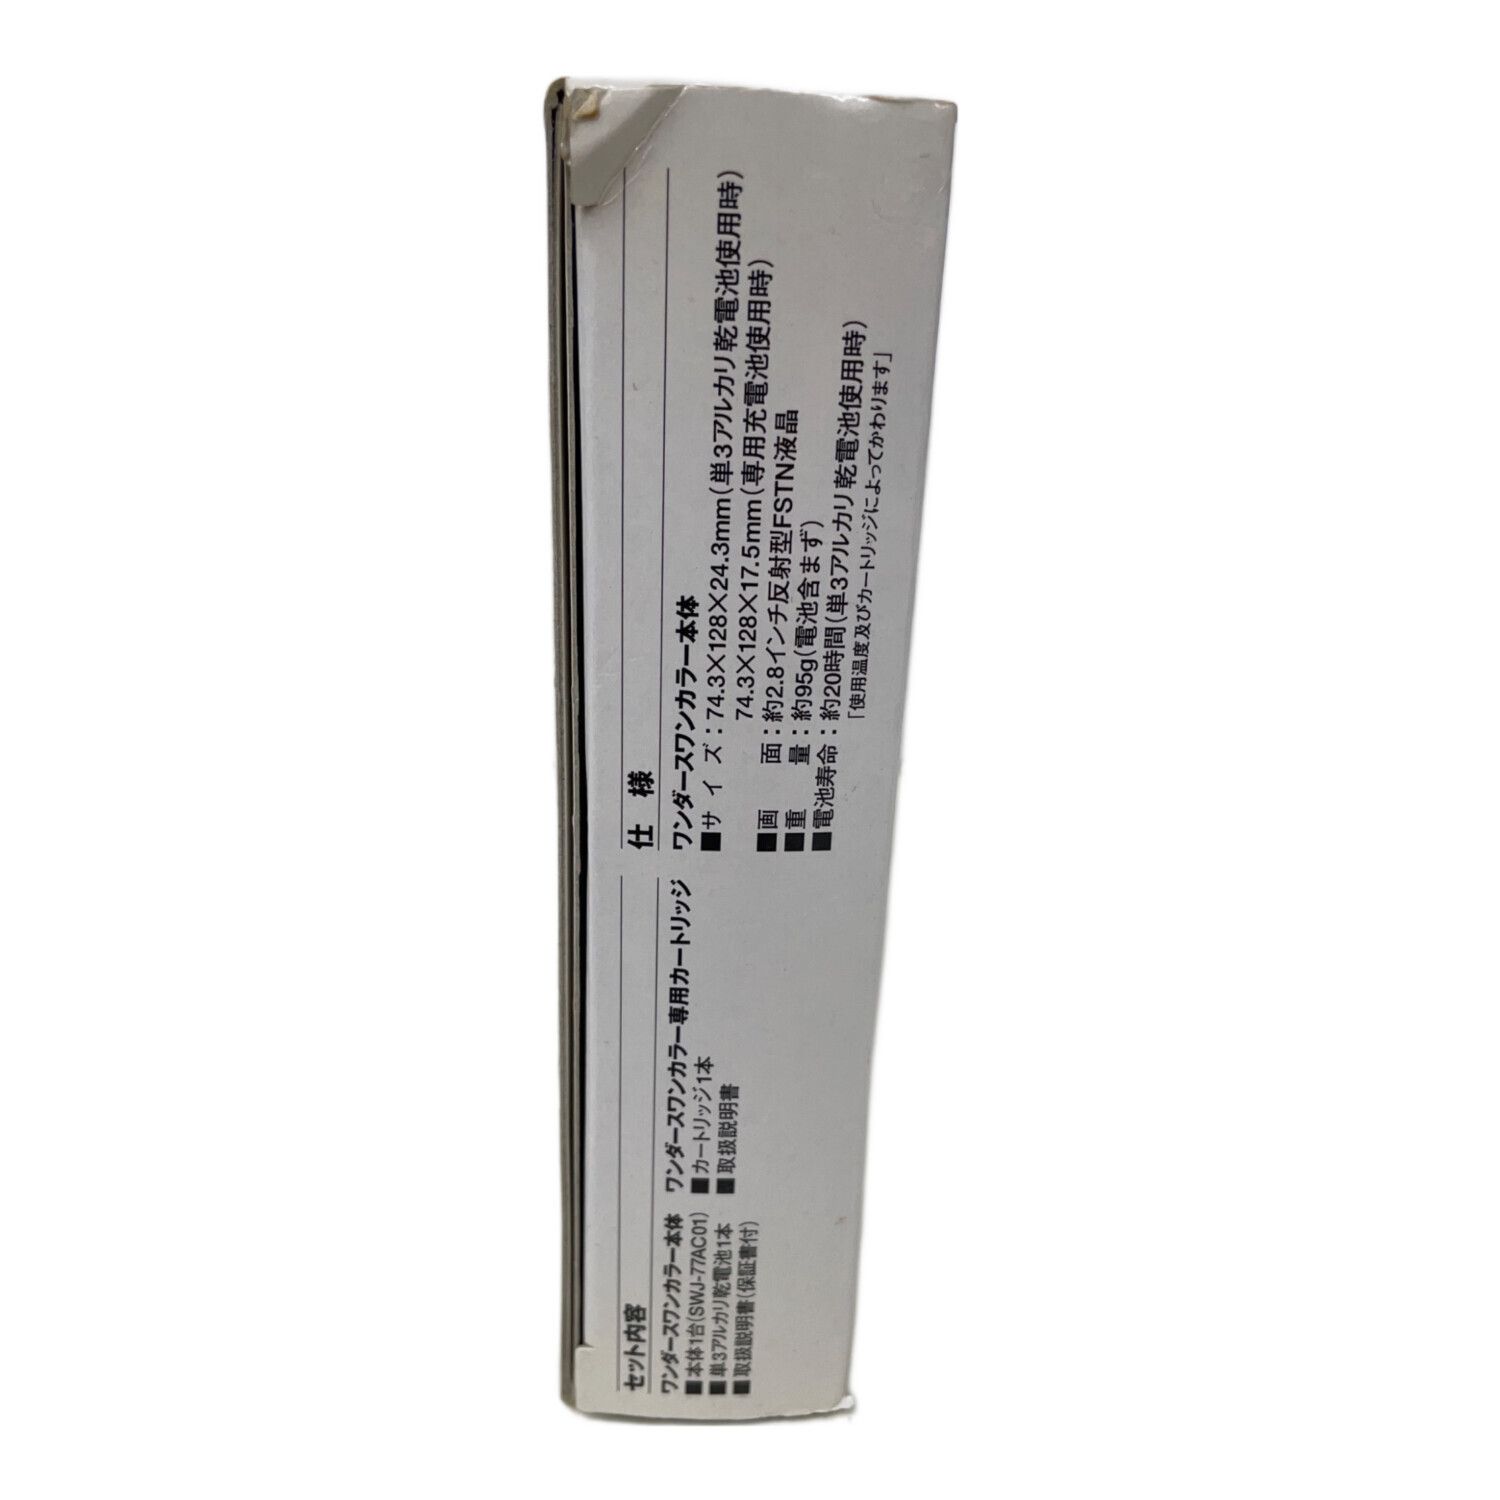 セット内容
ワンダースワンカラー本体
■本体1台(SWJ-77AC01)
■単3アルカリ乾電池1本
■取扱説明書(保証書付)
ワンダースワンカラー専用カートリッジ
■カートリッジ1本
■取扱説明書
仕 様
ワンダースワンカラー本体
■サ イ ズ：74.3×128×24.3mm(単3アルカリ乾電池使用時)
74.3×128×17.5mm(専用充電池使用時)
■画 面：約2.8インチ反射型FSTN液晶
■重 量：約95g(電池含まず)
■電池寿命：約20時間(単3アルカリ乾電池使用時)
「使用温度及びカートリッジによってかわります」